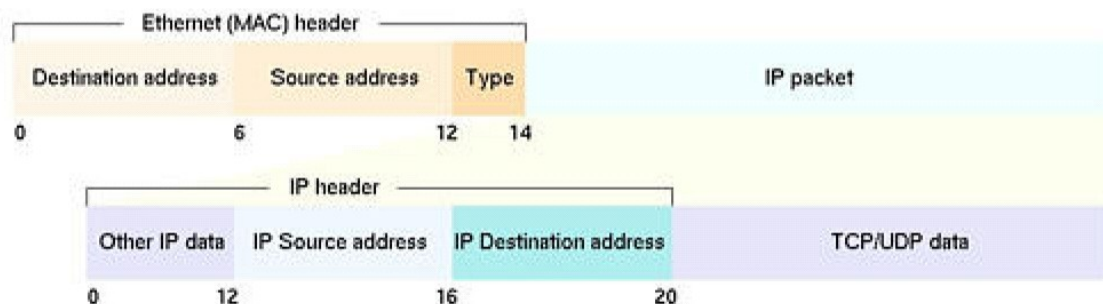 Ethernet (MAC) header
Destination address Source address Type IP packet
0 6 12 14
IP header
Other IP data IP Source address IP Destination address TCP/UDP data
0 12 16 20